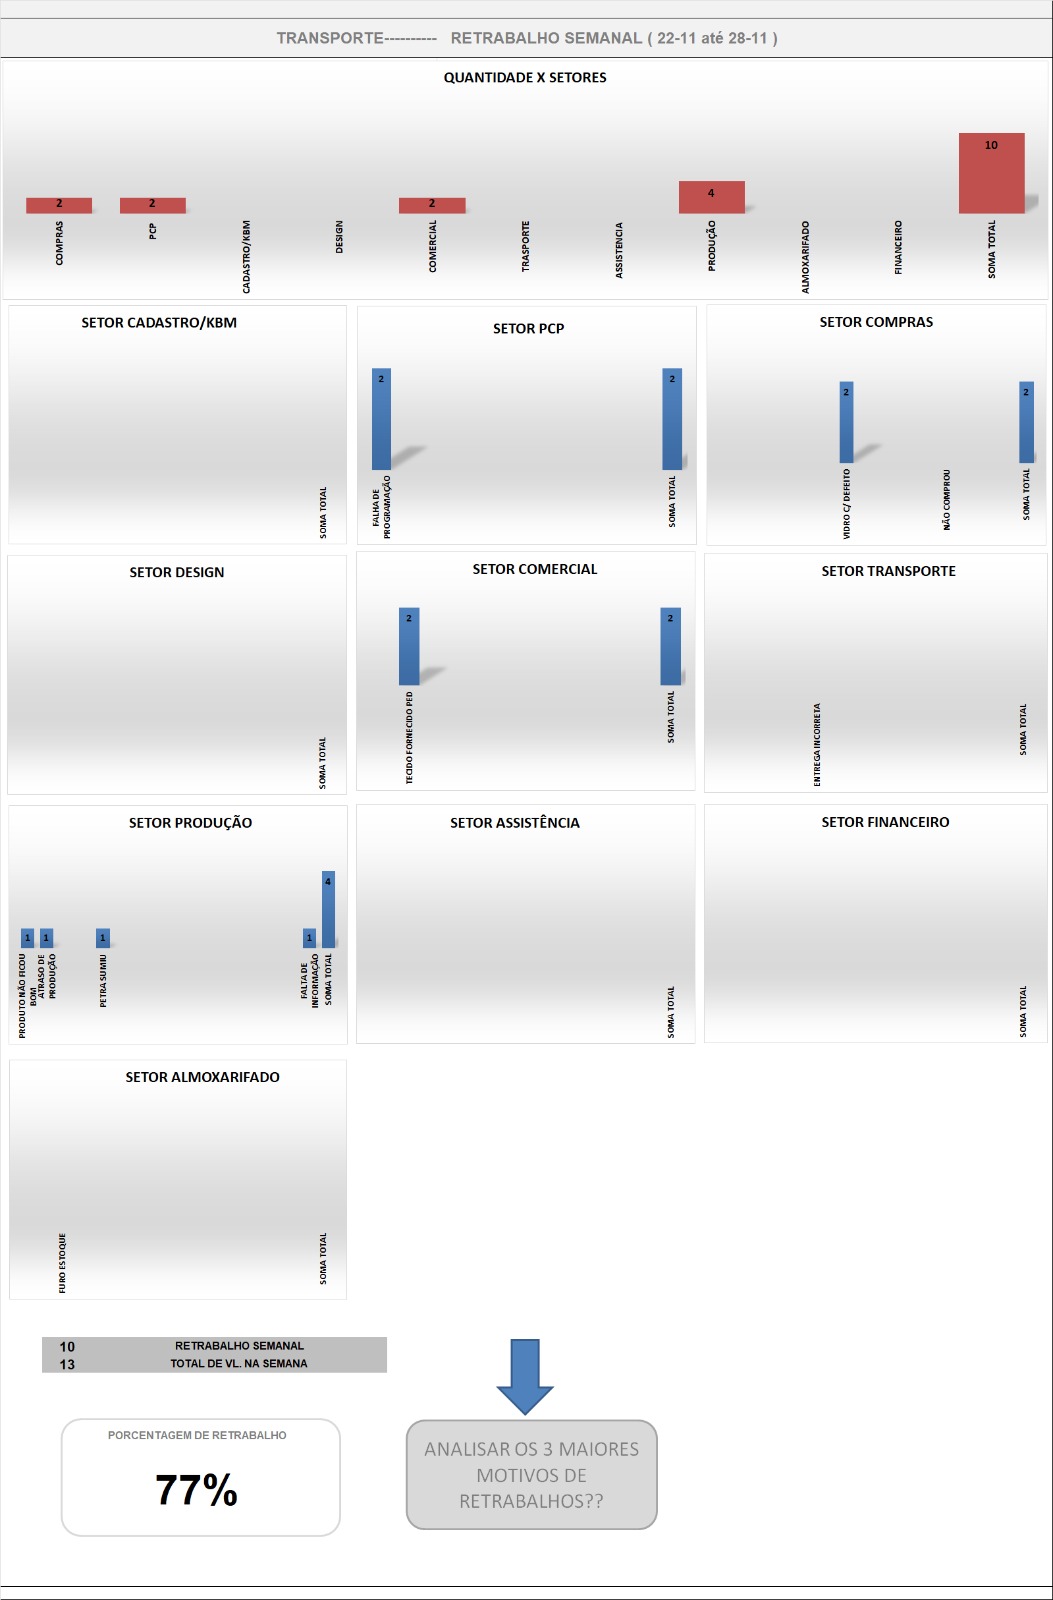 TRANSPORTE---------- RETRABALHO SEMANAL ( 22-11 até 28-11 )
QUANTIDADE X SETORES
2
2
2
4
10
COMPRAS
PCP
CADASTRO/KBM
DESIGN
COMERCIAL
TRASPORTE
ASSISTENCIA
PRODUÇÃO
ALMOXARIFADO
FINANCEIRO
SOMA TOTAL
SETOR CADASTRO/KBM
SOMA TOTAL
SETOR PCP
2
2
FALHA DE
PROGRAMAÇÃO
SOMA TOTAL
SETOR COMPRAS
2
2
VIDRO C/ DEFEITO
NÃO COMPROU
SOMA TOTAL
SETOR DESIGN
SOMA TOTAL
SETOR COMERCIAL
2
2
TECIDO FORNECIDO PED
SOMA TOTAL
SETOR TRANSPORTE
ENTREGA INCORRETA
SOMA TOTAL
SETOR PRODUÇÃO
1
1
1
1
4
PRODUTO NÃO FICOU
BOM
ATRASO DE
PRODUÇÃO
PETRA SUMIU
FALTA DE
INFORMAÇÃO
SOMA TOTAL
SETOR ASSISTÊNCIA
SOMA TOTAL
SETOR FINANCEIRO
SOMA TOTAL
SETOR ALMOXARIFADO
FURO ESTOQUE
SOMA TOTAL
10 RETRABALHO SEMANAL
13 TOTAL DE VL. NA SEMANA
PORCENTAGEM DE RETRABALHO
77%
ANALISAR OS 3 MAIORES
MOTIVOS DE
RETRABALHOS??